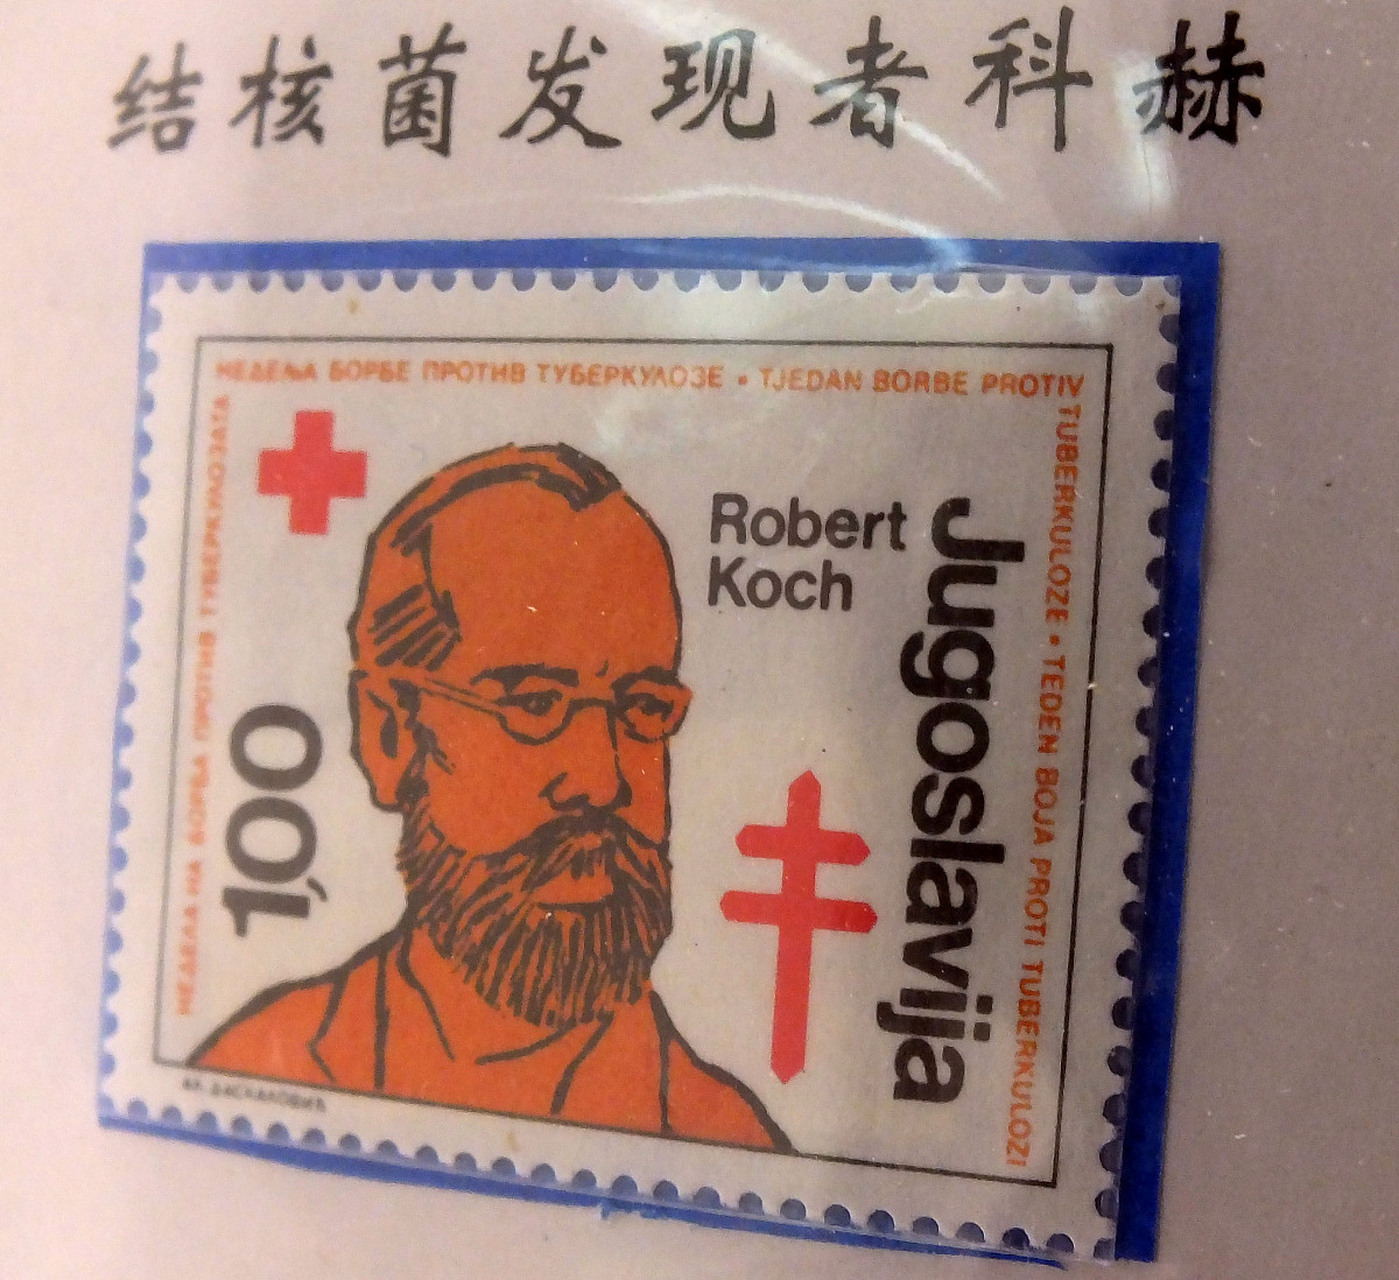 结核菌发现者科赫
НЕДЕЉА БОРБЕ ПРОТИВ ТУБЕРКУЛОЗЕ • TJEDAN BORBE PROTIV
TUBERKULOZE • TEDEN BOJA PROTI TUBERKULOZI
НЕДЕЛА НА БОРБА ПРОТИВ ТУБЕРКУЛОЗАТА
Robert
Koch
Jugoslavija
1,00